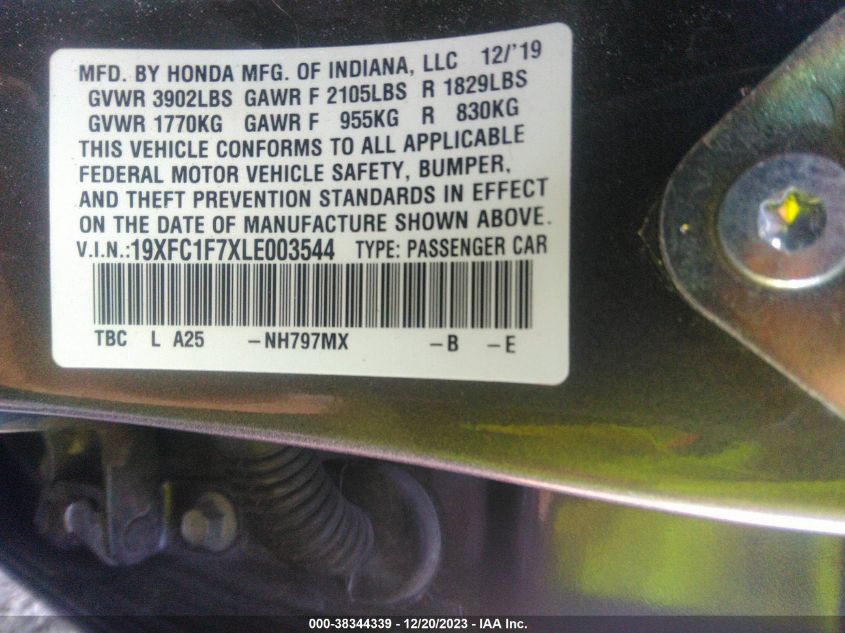 MFD. BY HONDA MFG. OF INDIANA, LLC 12/'19
GVWR 3902LBS GAWR F 2105LBS R 1829LBS
GVWR 1770KG GAWR F 955KG R 830KG
THIS VEHICLE CONFORMS TO ALL APPLICABLE
FEDERAL MOTOR VEHICLE SAFETY, BUMPER,
AND THEFT PREVENTION STANDARDS IN EFFECT
ON THE DATE OF MANUFACTURE SHOWN ABOVE.
V.I.N.:19XFC1F7XLE003544 TYPE: PASSENGER CAR
TBC L A25 -NH797MX -B -E
000-38344339 - 12/20/2023 - IAA Inc.